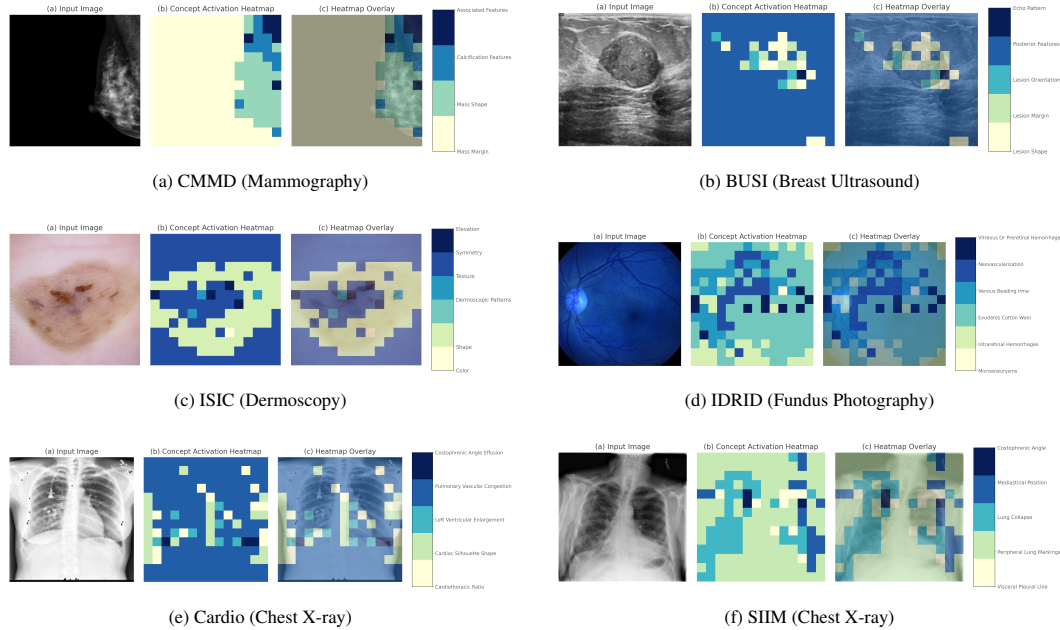 (a) Input Image
(b) Concept Activation Heatmap
(c) Heatmap Overlay
Associated Features
Calcification Features
Mass Shape
Mass Margin
(a) CMMD (Mammography)
(a) Input Image
(b) Concept Activation Heatmap
(c) Heatmap Overlay
Echo Pattern
Posterior Features
Lesion Orientation
Lesion Margin
Lesion Shape
(b) BUSI (Breast Ultrasound)
(a) Input Image
(b) Concept Activation Heatmap
(c) Heatmap Overlay
Elevation
Symmetry
Texture
Dermoscopic Patterns
Shape
Color
(c) ISIC (Dermoscopy)
(a) Input Image
(b) Concept Activation Heatmap
(c) Heatmap Overlay
Vitreous Or Preretinal Hemorrhage
Neovascularization
Venous Beading Irma
Exudates Cotton Wool
Intraretinal Hemorrhages
Microaneurysms
(d) IDRID (Fundus Photography)
(a) Input Image
(b) Concept Activation Heatmap
(c) Heatmap Overlay
Costophrenic Angle Effusion
Pulmonary Vascular Congestion
Left Ventricular Enlargement
Cardiac Silhouette Shape
Cardiothoracic Ratio
(e) Cardio (Chest X-ray)
(a) Input Image
(b) Concept Activation Heatmap
(c) Heatmap Overlay
Costophrenic Angle
Mediastinal Position
Lung Collapse
Peripheral Lung Markings
Visceral Pleural Line
(f) SIIM (Chest X-ray)